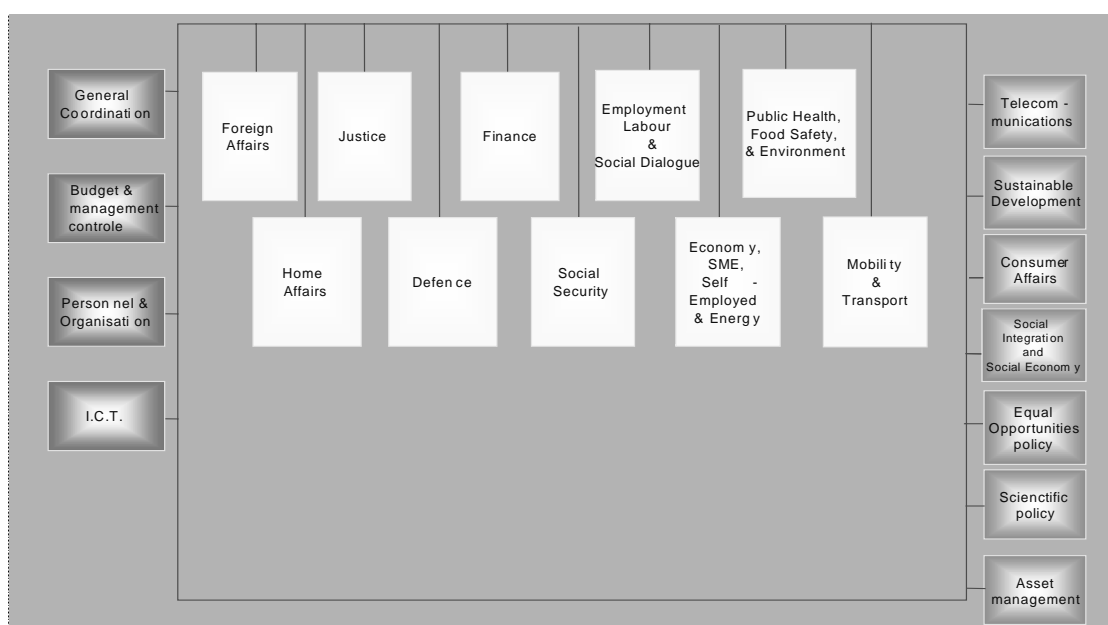 General
Coordination
Budget &
management
controle
Personnel &
Organisation
I.C.T.
Foreign
Affairs
Justice
Finance
Employment
Labour
&
Social Dialogue
Public Health,
Food Safety,
& Environment
Home
Affairs
Defence
Social
Security
Economy,
SME,
Self -
Employed
& Energy
Mobility
&
Transport
Telecom -
munications
Sustainable
Development
Consumer
Affairs
Social
Integration
and
Social Economy
Equal
Opportunities
policy
Scienctific
policy
Asset
management